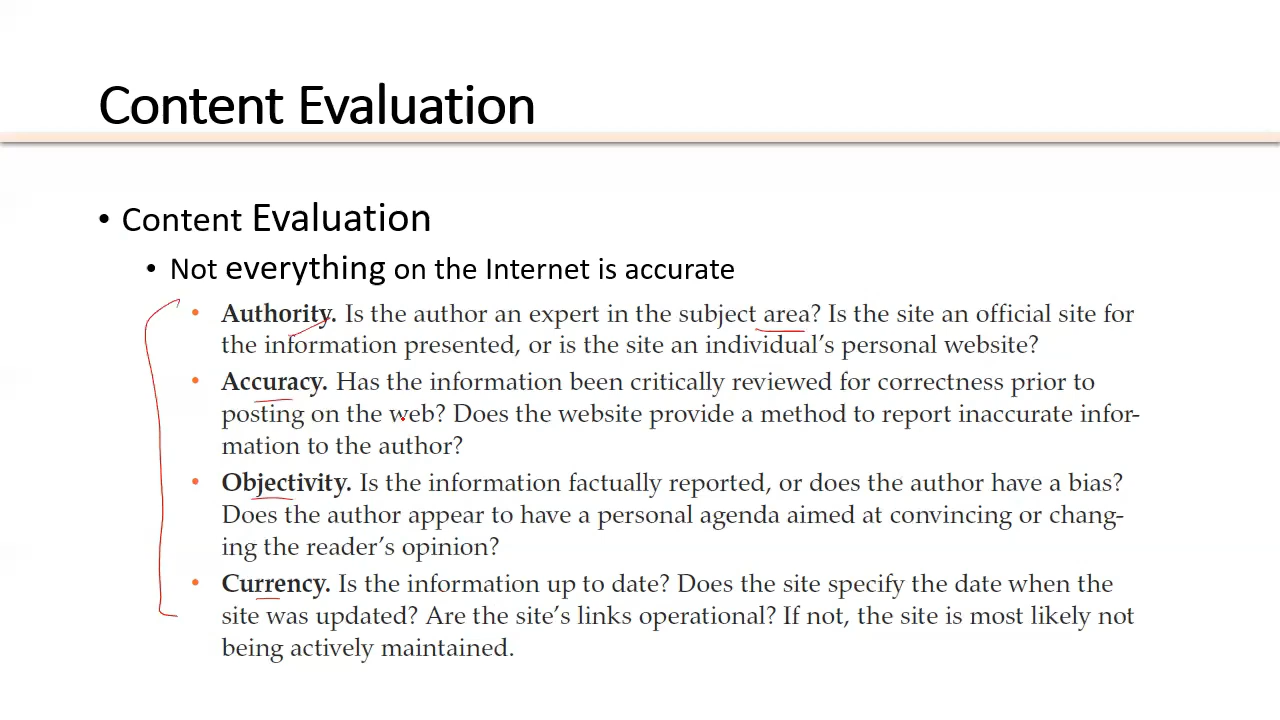 Content Evaluation
• Content Evaluation
• Not everything on the Internet is accurate
• Authority. Is the author an expert in the subject area? Is the site an official site for
the information presented, or is the site an individual's personal website?
• Accuracy. Has the information been critically reviewed for correctness prior to
posting on the web? Does the website provide a method to report inaccurate infor-
mation to the author?
• Objectivity. Is the information factually reported, or does the author have a bias?
Does the author appear to have a personal agenda aimed at convincing or chang-
ing the reader's opinion?
• Currency. Is the information up to date? Does the site specify the date when the
site was updated? Are the site's links operational? If not, the site is most likely not
being actively maintained.